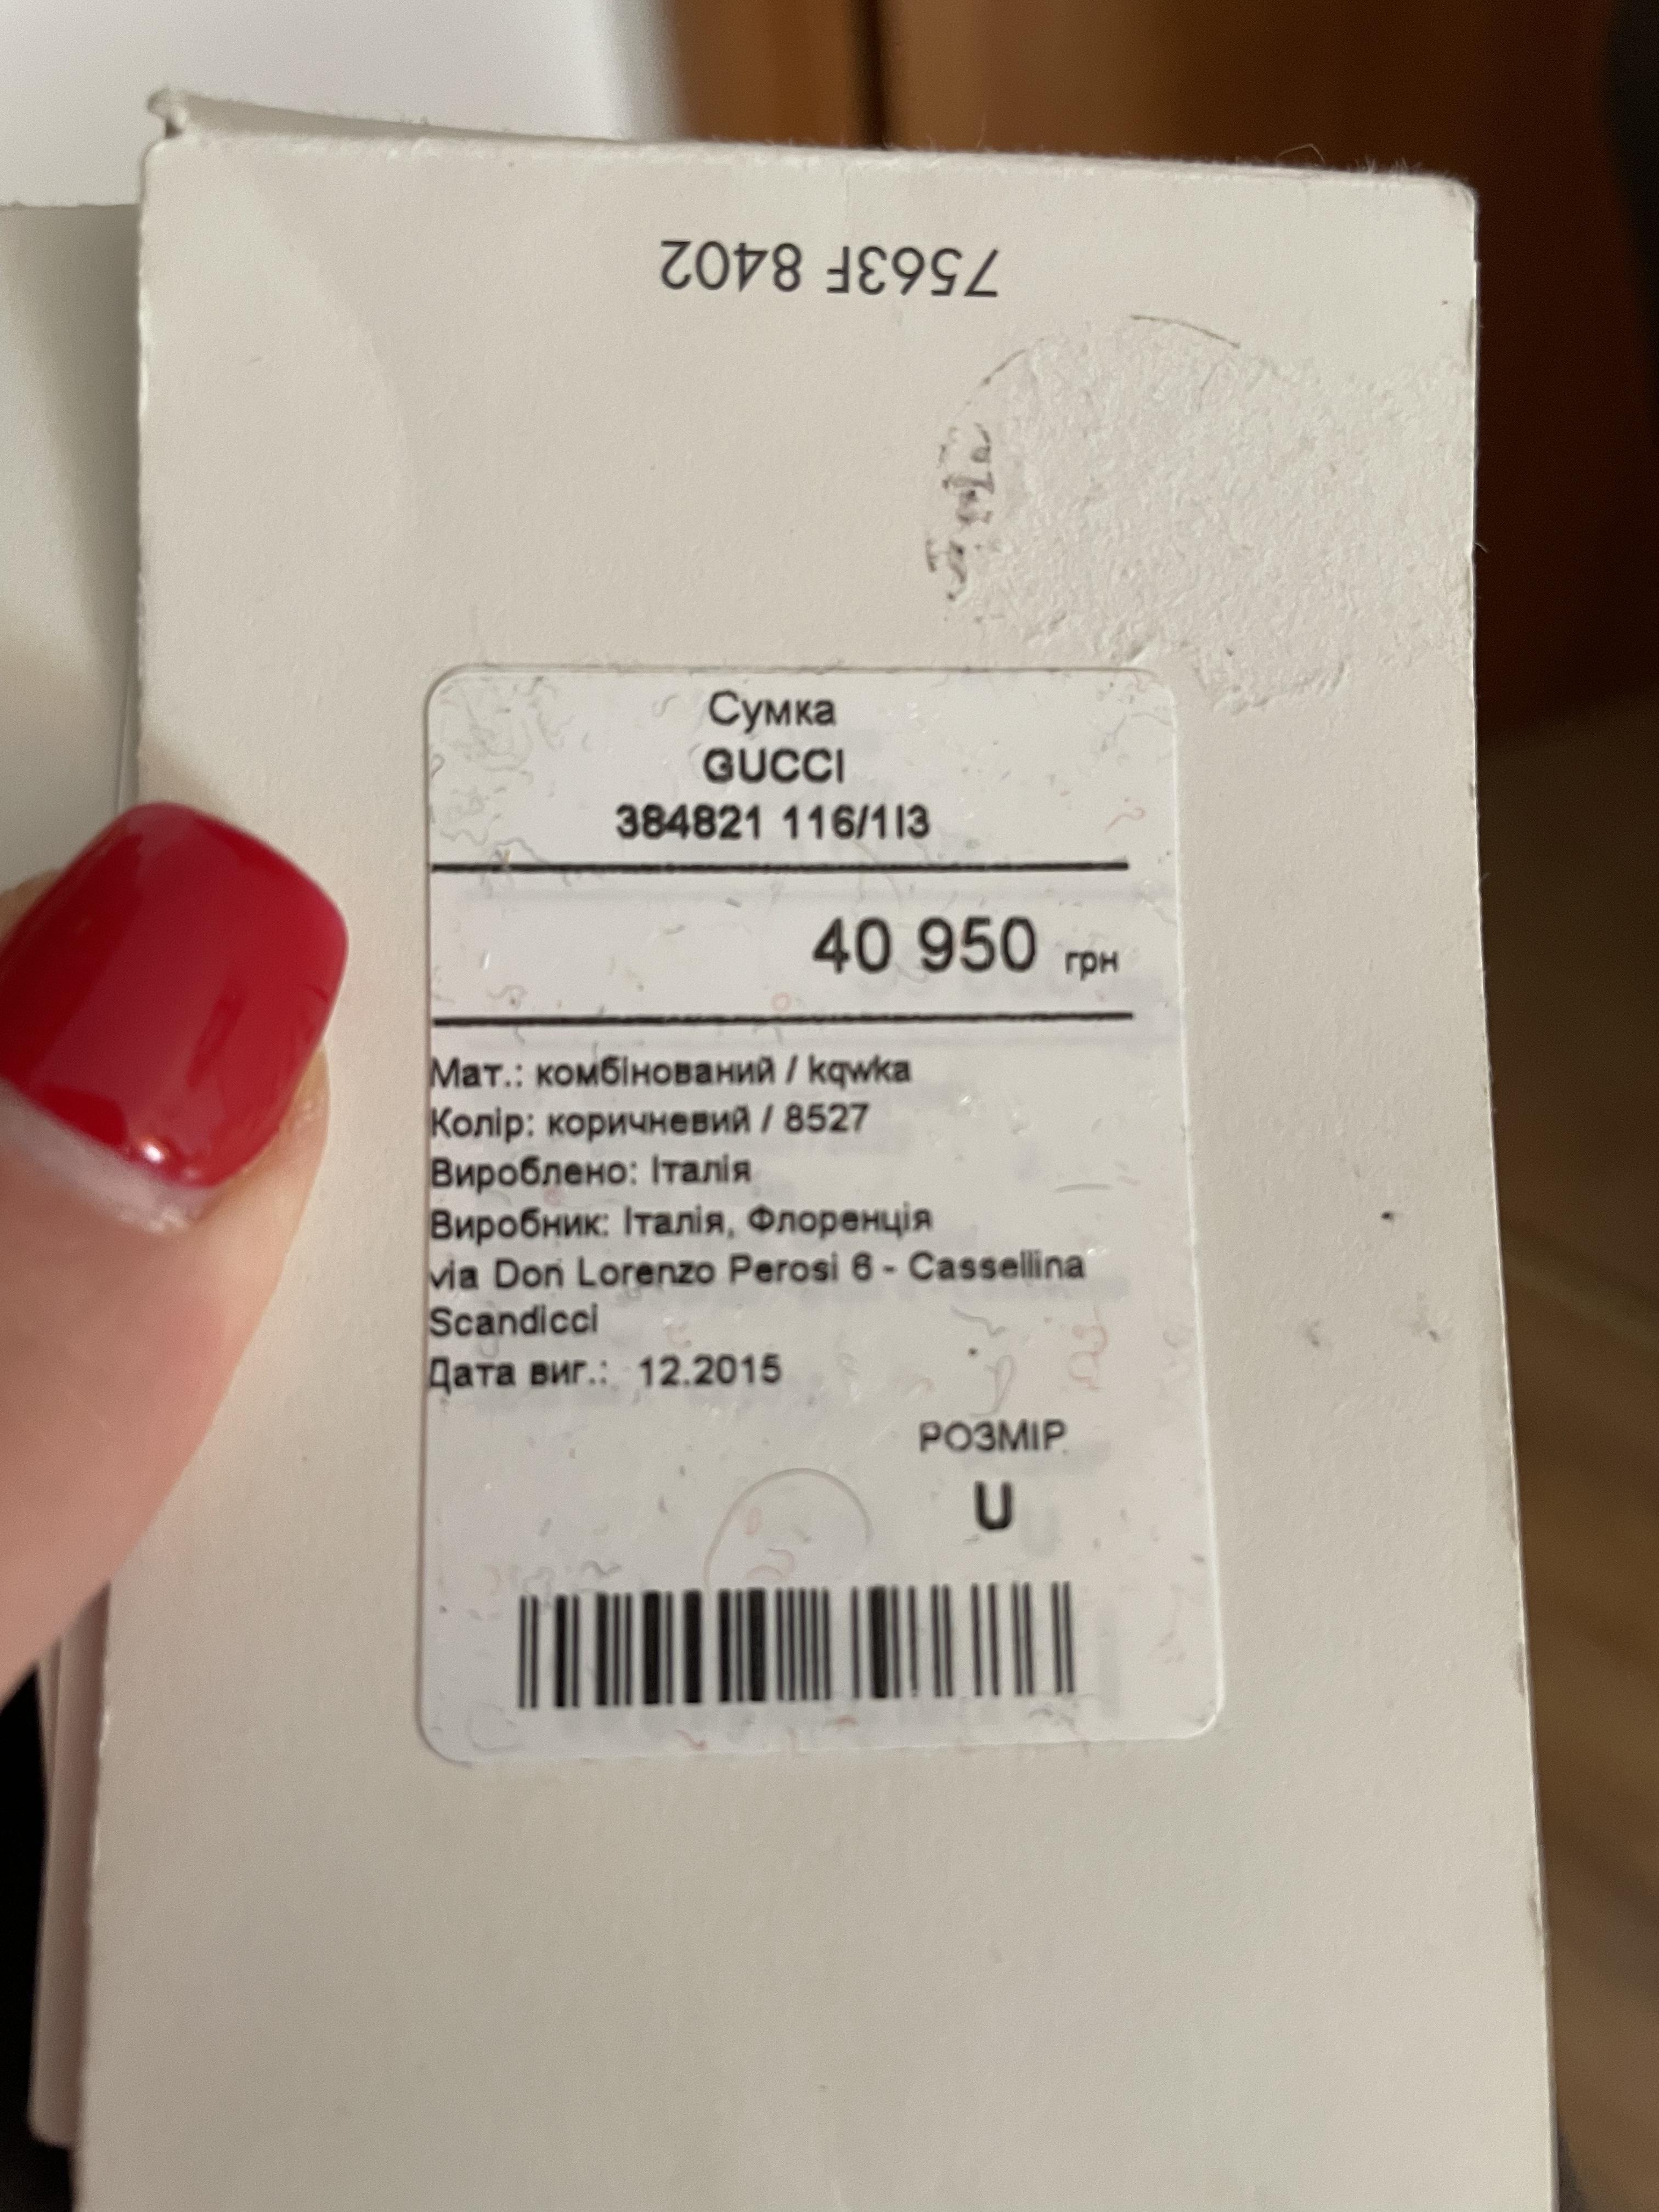 7563F 8402
Сумка
GUCCI
384821 116/1I3
40 950 грн
Мат.: комбінований / kqwka
Колір: коричневий / 8527
Вироблено: Італія
Виробник: Італія, Флоренція
via Don Lorenzo Perosi 6 - Cassellina
Scandicci
Дата виг.: 12.2015
РОЗМІР
U